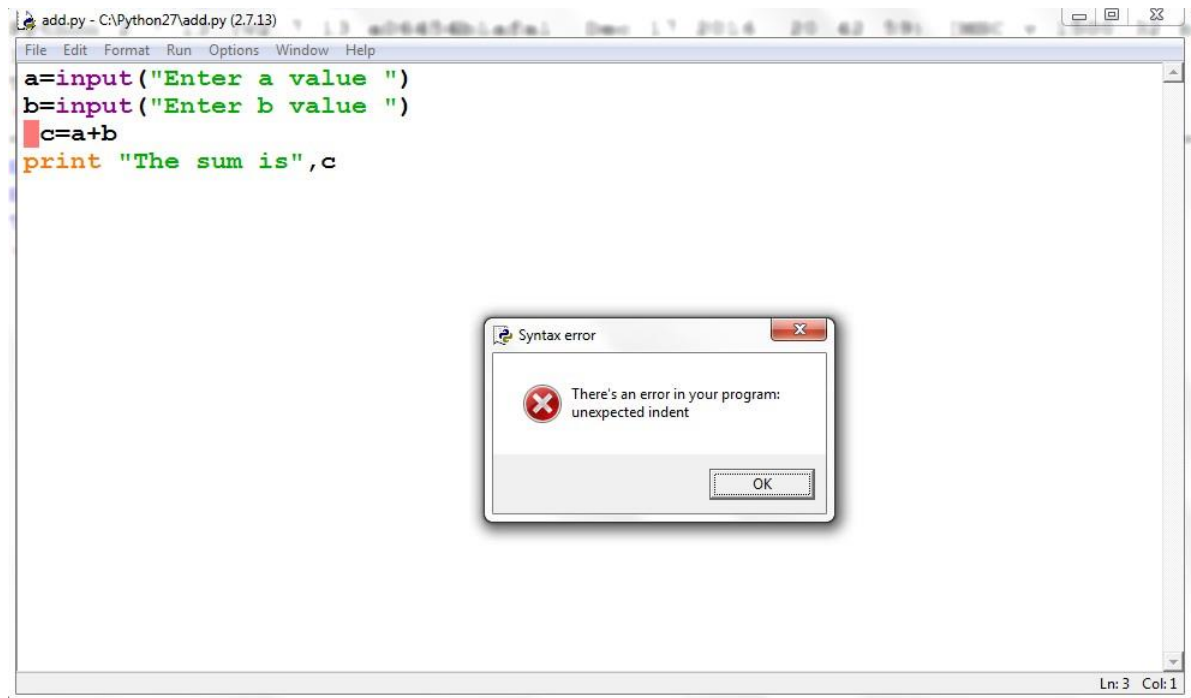 add.py - C:\Python27\add.py (2.7.13)
File Edit Format Run Options Window Help
a=input("Enter a value ")
b=input("Enter b value ")
 c=a+b
print "The sum is",c
Syntax error
There's an error in your program:
unexpected indent
OK
Ln: 3 Col: 1